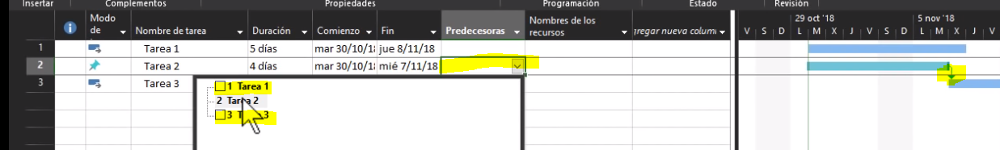 Insertar Complementos Propiedades Programación Estado Revisión
Modo de
Nombre de tarea Duración Comienzo Fin Predecesoras Nombres de los recursos gregar nueva colum
29 oct '18 5 nov '18
V S D L M X J V S D L M X J V
1 Tarea 1 5 días mar 30/10/1 jue 8/11/18
2 Tarea 2 4 días mar 30/10/1 mié 7/11/18
3 Tarea 3
1 Tarea 1
2 Tarea 2
3 T 3